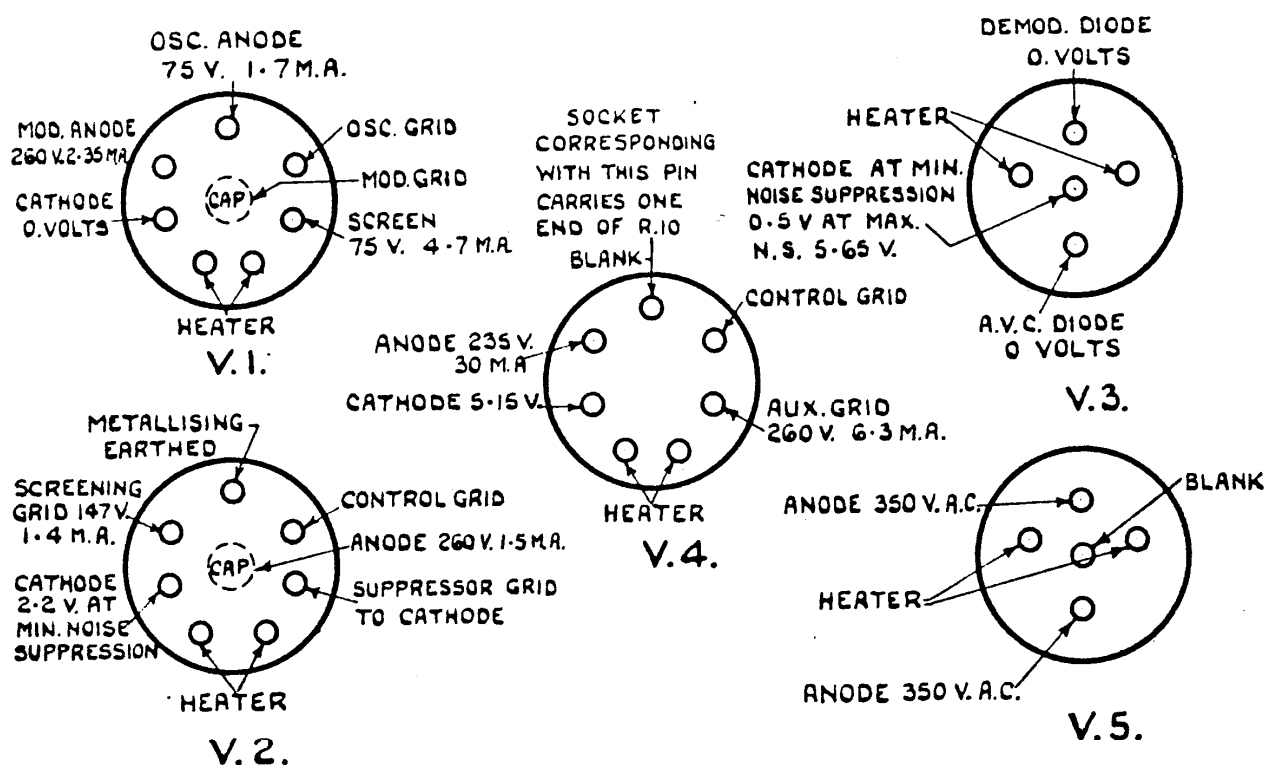 OSC. ANODE
75 V. 1·7 M.A.
MOD. ANODE
260 V. 2·35 MA.
OSC. GRID
CAP
MOD. GRID
CATHODE
0. VOLTS
SCREEN
75 V. 4·7 M.A
HEATER
V.1.
METALLISING
EARTHED
SCREENING
GRID 147 V.
1·4 M.A.
CONTROL GRID
CAP
ANODE 260 V. 1·5 M.A.
CATHODE
2·2 V. AT
MIN. NOISE
SUPPRESSION
SUPPRESSOR GRID
TO CATHODE
HEATER
V.2.
SOCKET
CORRESPONDING
WITH THIS PIN
CARRIES ONE
END OF R.10
BLANK
CONTROL GRID
ANODE 235 V.
30 M.A
CATHODE 5·15 V.
AUX. GRID
260 V. 6·3 M.A.
HEATER
V.4.
DEMOD. DIODE
0. VOLTS
HEATER
CATHODE AT MIN.
NOISE SUPPRESSION
0·5 V AT MAX.
N.S. 5·65 V.
A.V.C. DIODE
0 VOLTS
V.3.
ANODE 350 V. A.C.
BLANK
HEATER
ANODE 350 V. A.C.
V.5.